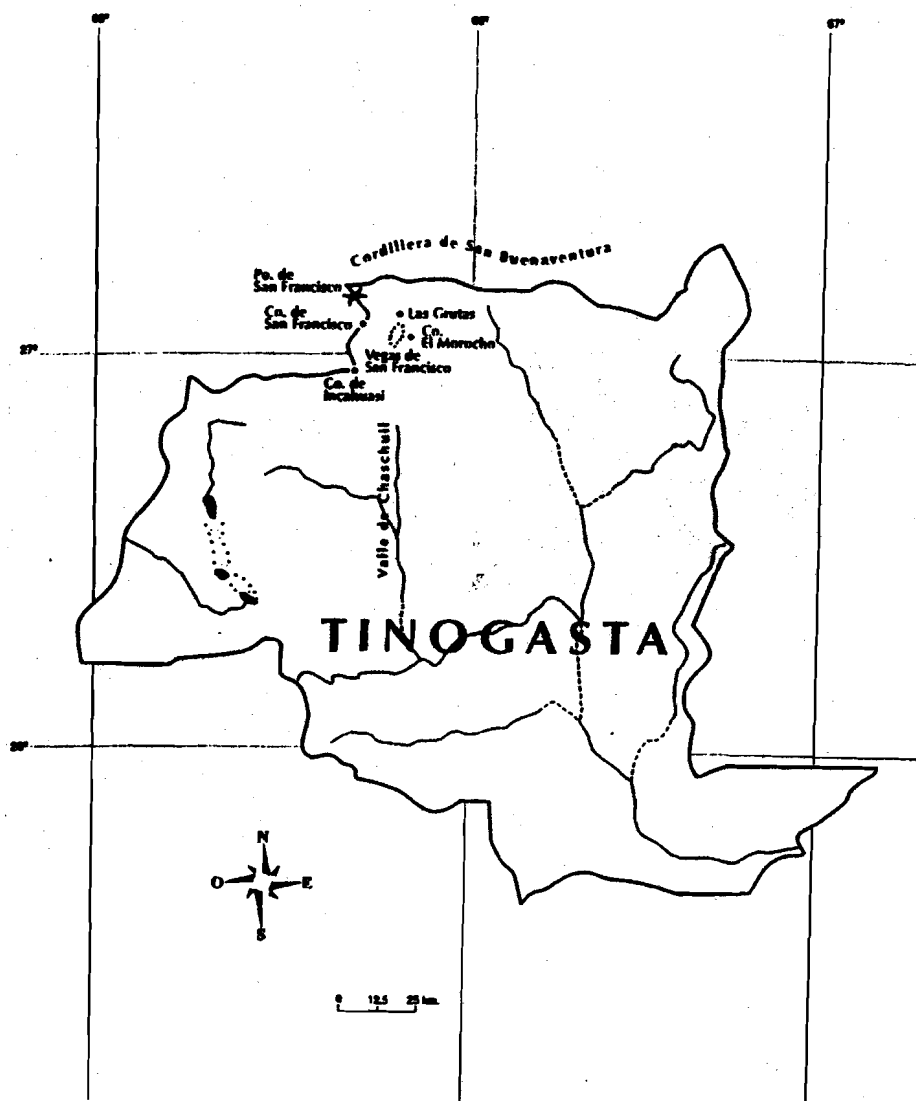 69°
68°
67°
Cordillera de San Buenaventura
Po. de
San Francisco
Co. de
San Francisco
Las Grutas
Co.
El Morocho
27°
Vegas de
San Francisco
Co. de
Incahuasi
Valle de Chaschuil
TINOGASTA
28°
N
O
E
S
0 12.5 25 km.